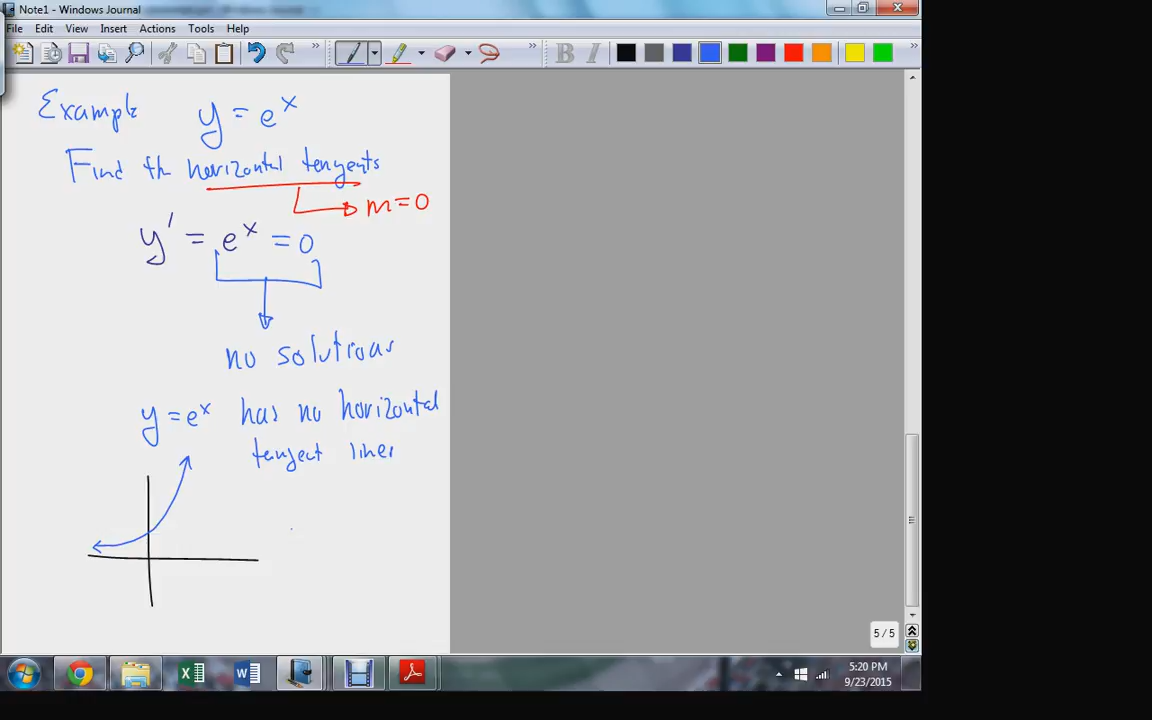 Note1 - Windows Journal
File Edit View Insert Actions Tools Help
B I
Example y = e^x
Find the horizontal tangents
m = 0
y' = e^x = 0
no solutions
y = e^x has no horizontal
tangent lines
5 / 5
5:20 PM
9/23/2015